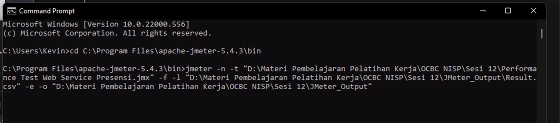 Command Prompt
Microsoft Windows [Version 10.0.22000.556]
(c) Microsoft Corporation. All rights reserved.
C:\Users\Kevin>cd C:\Program Files\apache-jmeter-5.4.3\bin
C:\Program Files\apache-jmeter-5.4.3\bin>jmeter -n -t "D:\Materi Pembelajaran Pelatihan Kerja\OCBC NISP\Sesi 12\Performa
nce Test Web Service Presensi.jmx" -f -l "D:\Materi Pembelajaran Pelatihan Kerja\OCBC NISP\Sesi 12\JMeter_Output\Result.
csv" -e -o "D:\Materi Pembelajaran Pelatihan Kerja\OCBC NISP\Sesi 12\JMeter_Output"